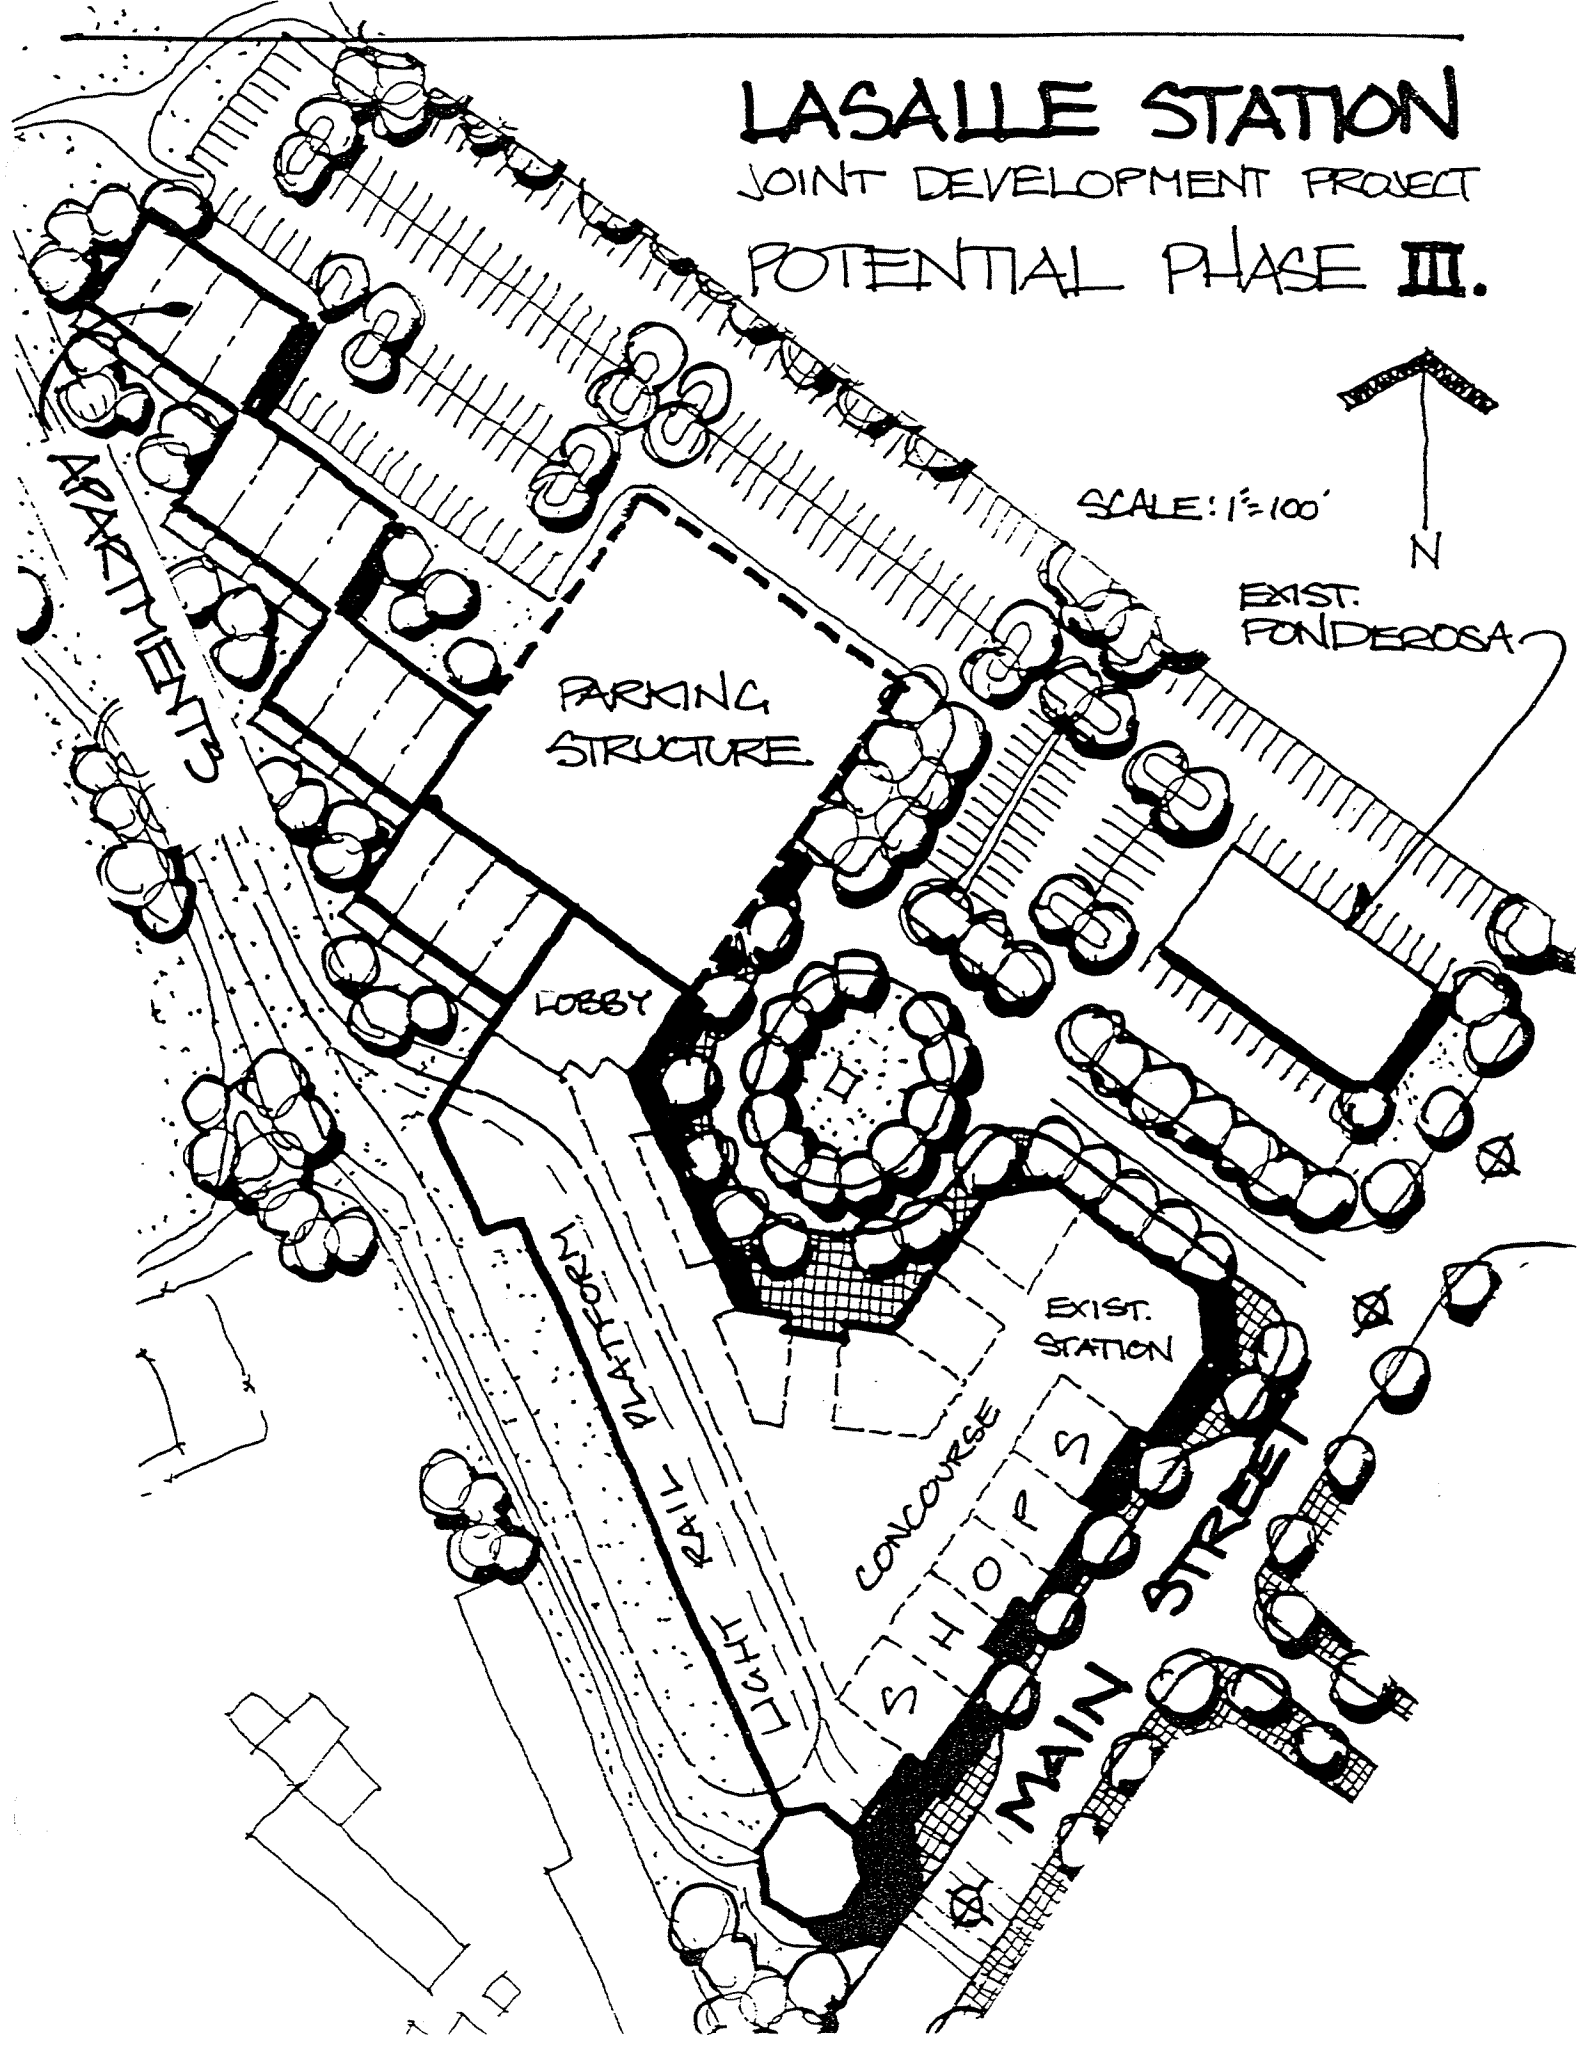 LASALLE STATION
JOINT DEVELOPMENT PROJECT
POTENTIAL PHASE III.
SCALE: 1"=100'
N
EXIST.
PONDEROSA
APARTMENTS
PARKING
STRUCTURE
LOBBY
EXIST.
STATION
LIGHT RAIL PLATFORM
CONCOURSE
SHOPS
MAIN STREET